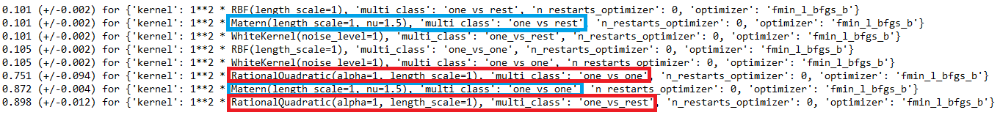 0.101 (+/-0.002) for {'kernel': 1**2 * RBF(length_scale=1), 'multi_class': 'one_vs_rest', 'n_restarts_optimizer': 0, 'optimizer': 'fmin_l_bfgs_b'}
0.101 (+/-0.002) for {'kernel': 1**2 * Matern(length_scale=1, nu=1.5), 'multi_class': 'one_vs_rest', 'n_restarts_optimizer': 0, 'optimizer': 'fmin_l_bfgs_b'}
0.101 (+/-0.002) for {'kernel': 1**2 * WhiteKernel(noise_level=1), 'multi_class': 'one_vs_rest', 'n_restarts_optimizer': 0, 'optimizer': 'fmin_l_bfgs_b'}
0.105 (+/-0.002) for {'kernel': 1**2 * RBF(length_scale=1), 'multi_class': 'one_vs_one', 'n_restarts_optimizer': 0, 'optimizer': 'fmin_l_bfgs_b'}
0.105 (+/-0.002) for {'kernel': 1**2 * WhiteKernel(noise_level=1), 'multi_class': 'one_vs_one', 'n_restarts_optimizer': 0, 'optimizer': 'fmin_l_bfgs_b'}
0.751 (+/-0.094) for {'kernel': 1**2 * RationalQuadratic(alpha=1, length_scale=1), 'multi_class': 'one_vs_one', 'n_restarts_optimizer': 0, 'optimizer': 'fmin_l_bfgs_b'}
0.872 (+/-0.004) for {'kernel': 1**2 * Matern(length_scale=1, nu=1.5), 'multi_class': 'one_vs_one', 'n_restarts_optimizer': 0, 'optimizer': 'fmin_l_bfgs_b'}
0.898 (+/-0.012) for {'kernel': 1**2 * RationalQuadratic(alpha=1, length_scale=1), 'multi_class': 'one_vs_rest', 'n_restarts_optimizer': 0, 'optimizer': 'fmin_l_bfgs_b'}